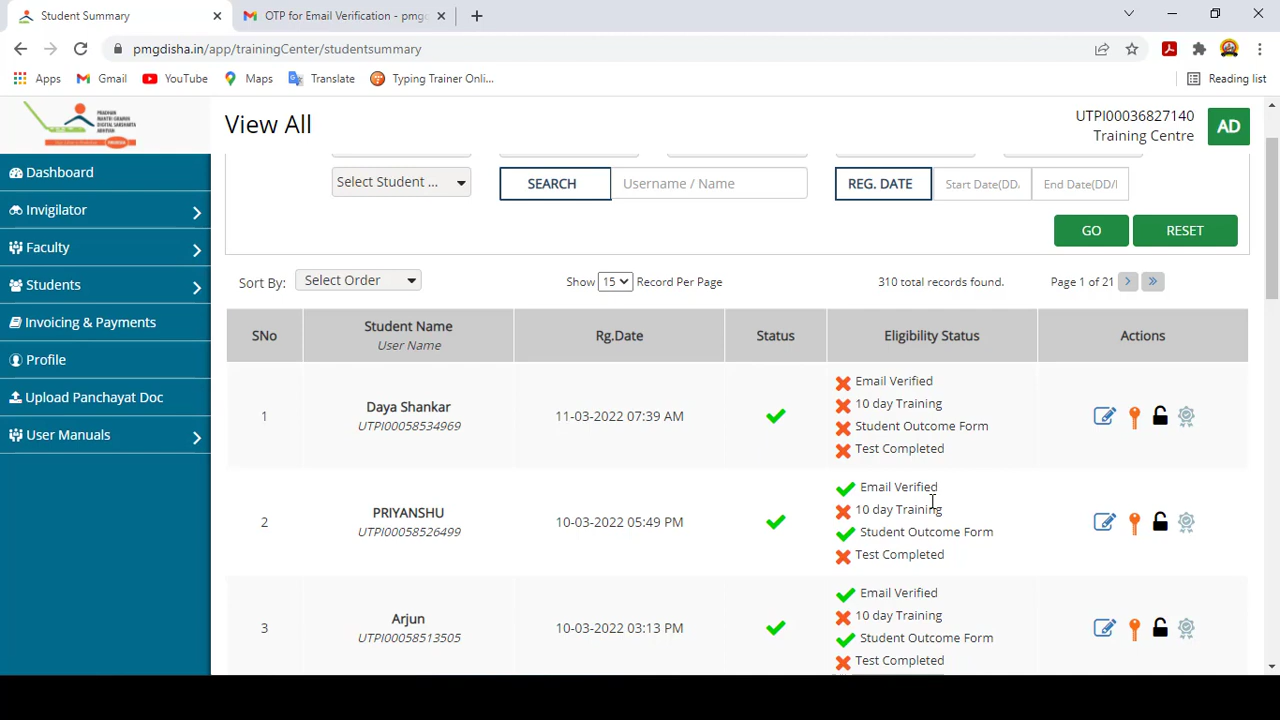 Student Summary
OTP for Email Verification - pmgd
pmgdisha.in/app/trainingCenter/studentsummary
Apps
Gmail
YouTube
Maps
Translate
Typing Trainer Onli...
Reading list
PRADHAN
MANTRI GRAMIN
DIGITAL SAKSHARTA
ABHIYAN
View All
UTPI00036827140
Training Centre
AD
Dashboard
Invigilator
Faculty
Students
Invoicing & Payments
Profile
Upload Panchayat Doc
User Manuals
Select Student ...
SEARCH
Username / Name
REG. DATE
Start Date(DD/
End Date(DD/I
GO
RESET
Sort By:
Select Order
Show 15 Record Per Page
310 total records found.
Page 1 of 21
SNo
Student Name
User Name
Rg.Date
Status
Eligibility Status
Actions
1
Daya Shankar
UTPI00058534969
11-03-2022 07:39 AM
Email Verified
10 day Training
Student Outcome Form
Test Completed
2
PRIYANSHU
UTPI00058526499
10-03-2022 05:49 PM
Email Verified
10 day Training
Student Outcome Form
Test Completed
3
Arjun
UTPI00058513505
10-03-2022 03:13 PM
Email Verified
10 day Training
Student Outcome Form
Test Completed